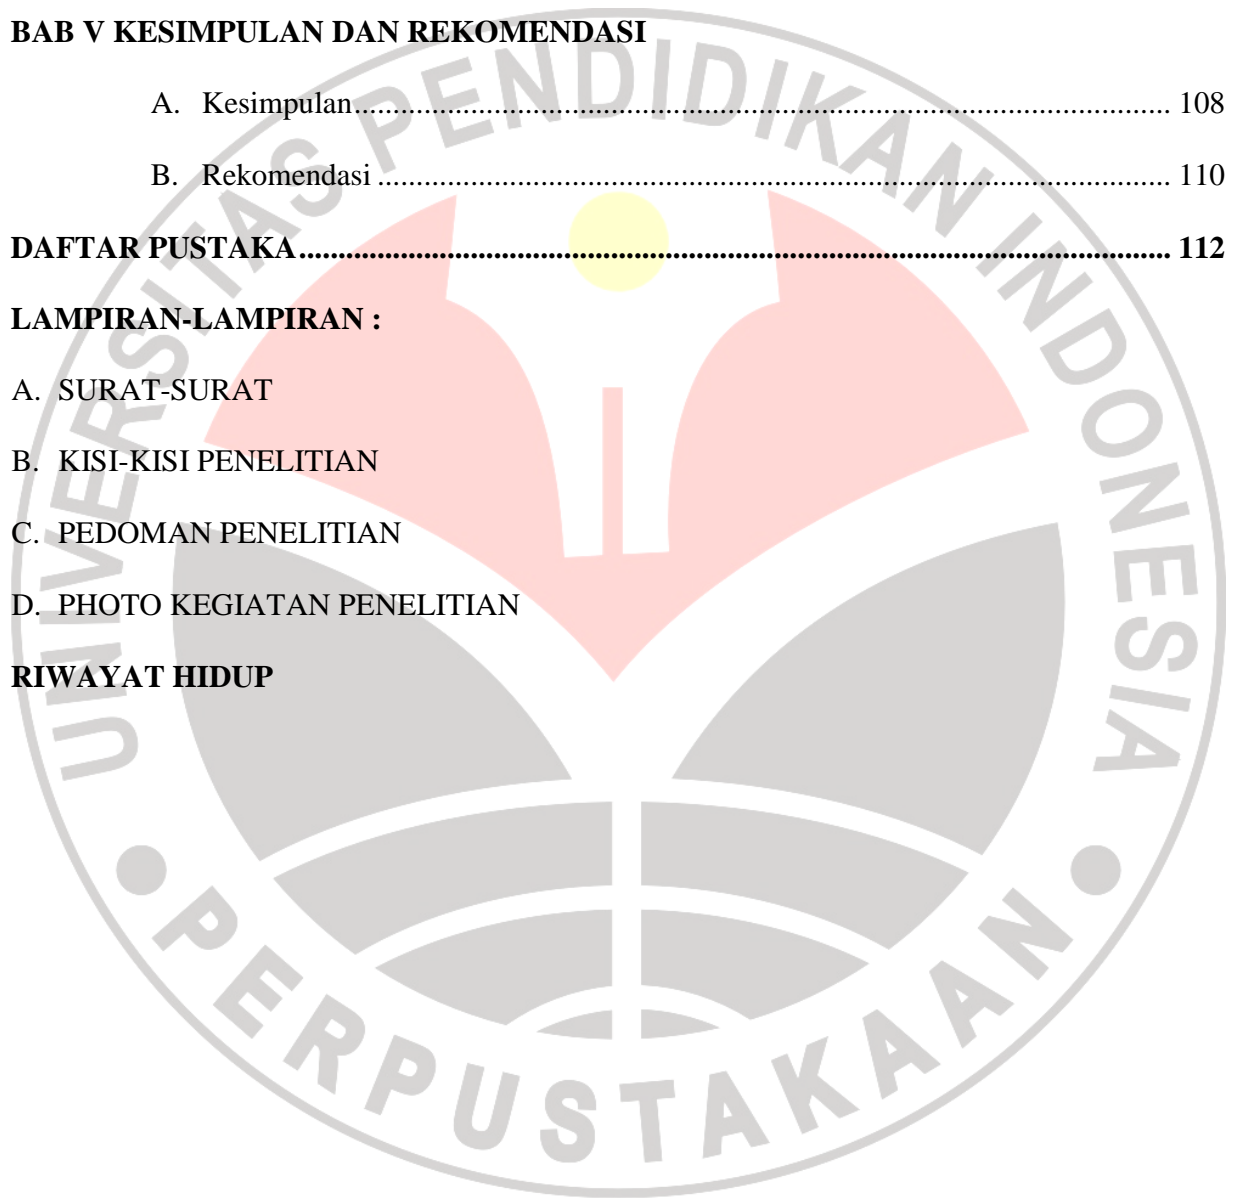 BAB V KESIMPULAN DAN REKOMENDASI
A. Kesimpulan.......................................................................................................... 108
B. Rekomendasi ...................................................................................................... 110
DAFTAR PUSTAKA................................................................................................................ 112
LAMPIRAN-LAMPIRAN :
A. SURAT-SURAT
B. KISI-KISI PENELITIAN
C. PEDOMAN PENELITIAN
D. PHOTO KEGIATAN PENELITIAN
RIWAYAT HIDUP
UNIVERSITAS PENDIDIKAN INDONESIA
PERPUSTAKAAN